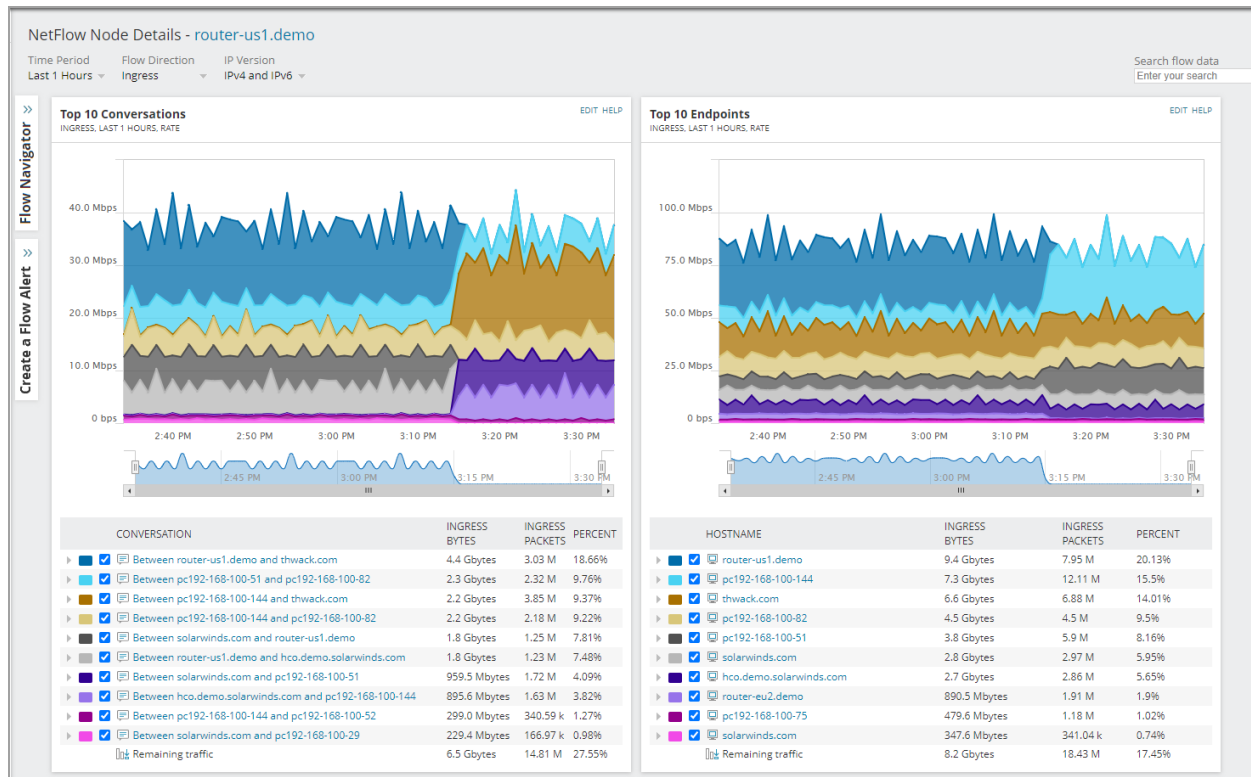 NetFlow Node Details - router-us1.demo
Time Period Flow Direction IP Version
Last 1 Hours Ingress IPv4 and IPv6
Search flow data
Enter your search
Flow Navigator
Create a Flow Alert
Top 10 Conversations
EDIT HELP
INGRESS, LAST 1 HOURS, RATE
40.0 Mbps
30.0 Mbps
20.0 Mbps
10.0 Mbps
0 bps
2:40 PM 2:50 PM 3:00 PM 3:10 PM 3:20 PM 3:30 PM
2:45 PM 3:00 PM 3:15 PM 3:30 PM
CONVERSATION INGRESS BYTES INGRESS PACKETS PERCENT
Between router-us1.demo and thwack.com 4.4 Gbytes 3.03 M 18.66%
Between pc192-168-100-51 and pc192-168-100-82 2.3 Gbytes 2.32 M 9.76%
Between pc192-168-100-144 and thwack.com 2.2 Gbytes 3.85 M 9.37%
Between pc192-168-100-144 and pc192-168-100-82 2.2 Gbytes 2.18 M 9.22%
Between solarwinds.com and router-us1.demo 1.8 Gbytes 1.25 M 7.81%
Between router-us1.demo and hco.demo.solarwinds.com 1.8 Gbytes 1.23 M 7.48%
Between solarwinds.com and pc192-168-100-51 959.5 Mbytes 1.72 M 4.09%
Between hco.demo.solarwinds.com and pc192-168-100-144 895.6 Mbytes 1.63 M 3.82%
Between pc192-168-100-144 and pc192-168-100-52 299.0 Mbytes 340.59 k 1.27%
Between solarwinds.com and pc192-168-100-29 229.4 Mbytes 166.97 k 0.98%
Remaining traffic 6.5 Gbytes 14.81 M 27.55%
Top 10 Endpoints
EDIT HELP
INGRESS, LAST 1 HOURS, RATE
100.0 Mbps
75.0 Mbps
50.0 Mbps
25.0 Mbps
0 bps
2:40 PM 2:50 PM 3:00 PM 3:10 PM 3:20 PM 3:30 PM
2:45 PM 3:00 PM 3:15 PM 3:30 PM
HOSTNAME INGRESS BYTES INGRESS PACKETS PERCENT
router-us1.demo 9.4 Gbytes 7.95 M 20.13%
pc192-168-100-144 7.3 Gbytes 12.11 M 15.5%
thwack.com 6.6 Gbytes 6.88 M 14.01%
pc192-168-100-82 4.5 Gbytes 4.5 M 9.5%
pc192-168-100-51 3.8 Gbytes 5.9 M 8.16%
solarwinds.com 2.8 Gbytes 2.97 M 5.95%
hco.demo.solarwinds.com 2.7 Gbytes 2.86 M 5.65%
router-eu2.demo 890.5 Mbytes 1.91 M 1.9%
pc192-168-100-75 479.6 Mbytes 1.18 M 1.02%
solarwinds.com 347.6 Mbytes 341.04 k 0.74%
Remaining traffic 8.2 Gbytes 18.43 M 17.45%